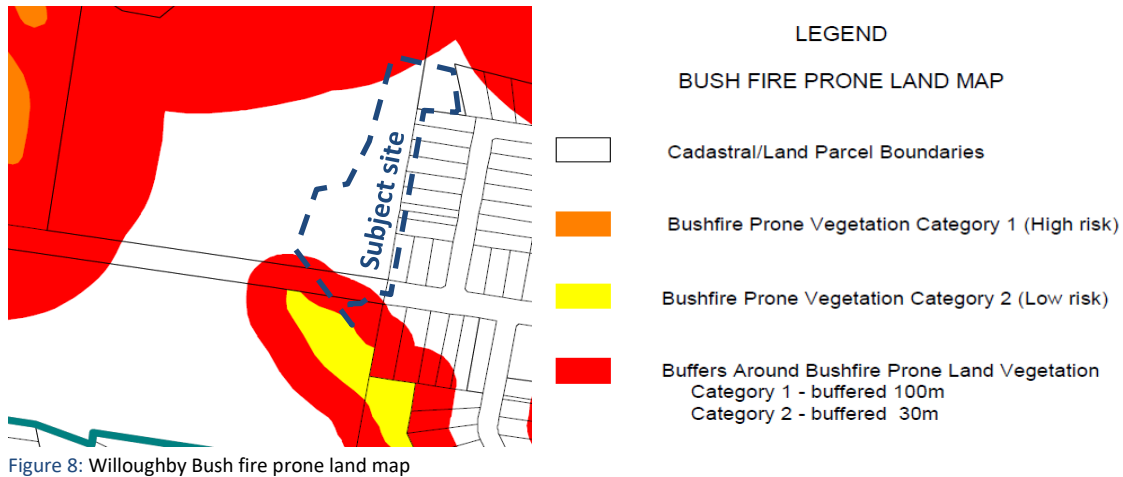 Subject site
LEGEND
BUSH FIRE PRONE LAND MAP
Cadastral/Land Parcel Boundaries
Bushfire Prone Vegetation Category 1 (High risk)
Bushfire Prone Vegetation Category 2 (Low risk)
Buffers Around Bushfire Prone Land Vegetation
Category 1 - buffered 100m
Category 2 - buffered 30m
Figure 8: Willoughby Bush fire prone land map